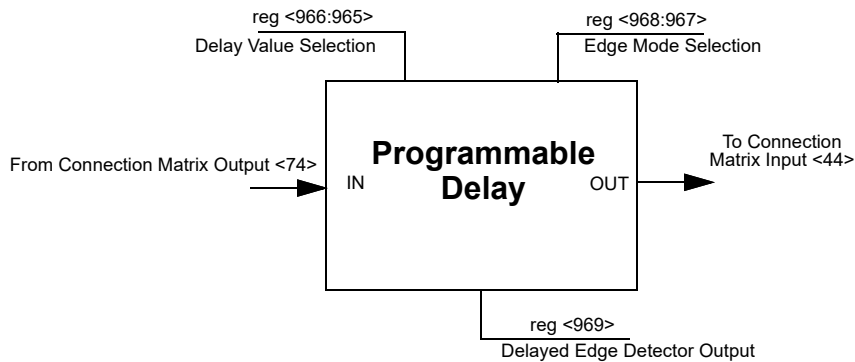 reg <966:965>
Delay Value Selection
reg <968:967>
Edge Mode Selection
From Connection Matrix Output <74>
IN
Programmable
Delay
OUT
To Connection
Matrix Input <44>
reg <969>
Delayed Edge Detector Output